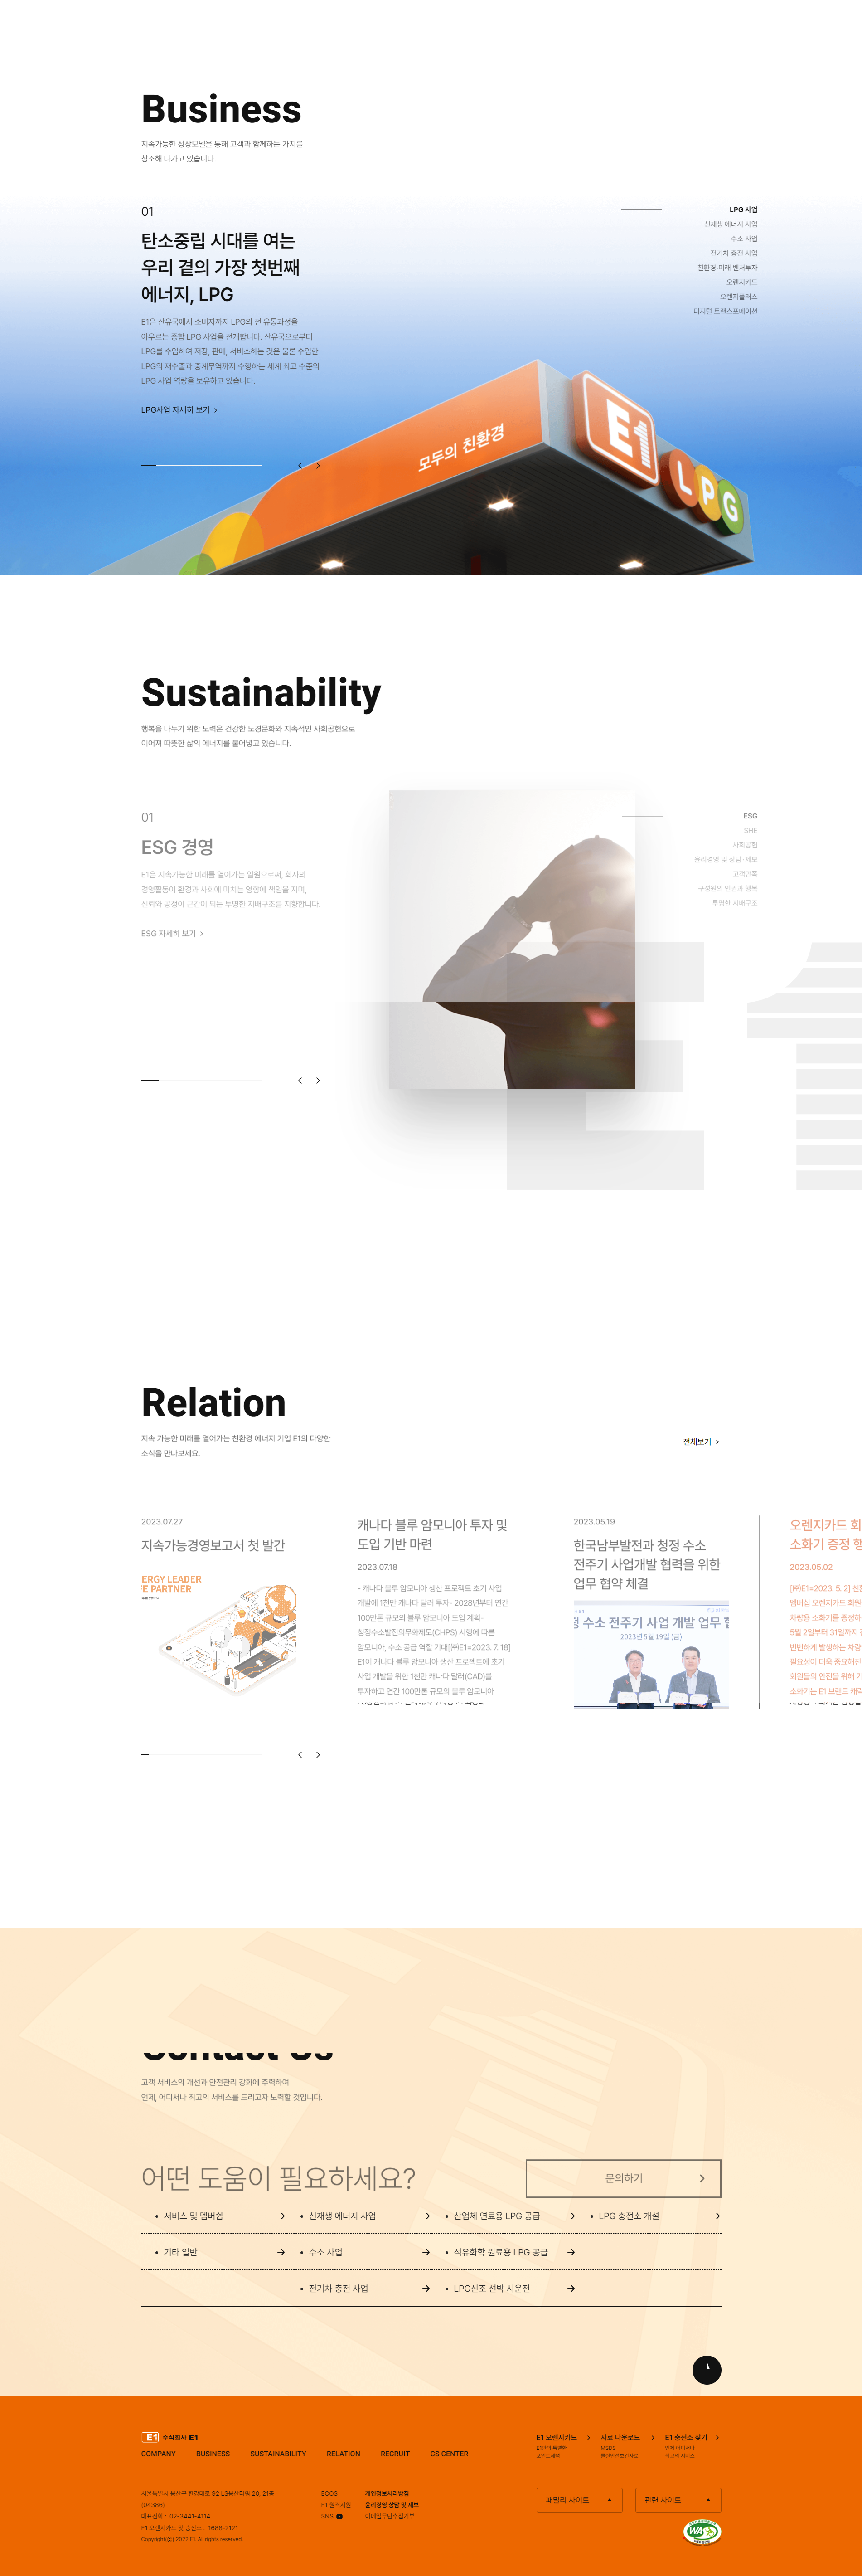 Business
지속가능한 성장모델을 통해 고객과 함께하는 가치를
창조해 나가고 있습니다.
01
탄소중립 시대를 여는
우리 곁의 가장 첫번째
에너지, LPG
E1은 산유국에서 소비자까지 LPG의 전 유통과정을
아우르는 종합 LPG 사업을 전개합니다. 산유국으로부터
LPG를 수입하여 저장, 판매, 서비스하는 것은 물론 수입한
LPG의 재수출과 중계무역까지 수행하는 세계 최고 수준의
LPG 사업 역량을 보유하고 있습니다.
LPG사업 자세히 보기
LPG 사업
신재생 에너지 사업
수소 사업
전기차 충전 사업
친환경·미래 벤처투자
오렌지카드
오렌지플러스
디지털 트랜스포메이션
모두의 친환경
E1
LPG
Sustainability
행복을 나누기 위한 노력은 건강한 노경문화와 지속적인 사회공헌으로
이어져 따뜻한 삶의 에너지를 불어넣고 있습니다.
01
ESG 경영
E1은 지속가능한 미래를 열어가는 일원으로써, 회사의
경영활동이 환경과 사회에 미치는 영향에 책임을 지며,
신뢰와 공정이 근간이 되는 투명한 지배구조를 지향합니다.
ESG 자세히 보기
ESG
SHE
사회공헌
윤리경영 및 상담·제보
고객만족
구성원의 인권과 행복
투명한 지배구조
Relation
지속 가능한 미래를 열어가는 친환경 에너지 기업 E1의 다양한
소식을 만나보세요.
전체보기
2023.07.27
지속가능경영보고서 첫 발간
ERGY LEADER
E PARTNER
캐나다 블루 암모니아 투자 및
도입 기반 마련
2023.07.18
- 캐나다 블루 암모니아 생산 프로젝트 초기 사업
개발에 1천만 캐나다 달러 투자- 2028년부터 연간
100만톤 규모의 블루 암모니아 도입 계획-
청정수소발전의무화제도(CHPS) 시행에 따른
암모니아, 수소 공급 역할 기대[㈜E1=2023. 7. 18]
E1이 캐나다 블루 암모니아 생산 프로젝트에 초기
사업 개발을 위한 1천만 캐나다 달러(CAD)를
투자하고 연간 100만톤 규모의 블루 암모니아
2023.05.19
한국남부발전과 청정 수소
전주기 사업개발 협력을 위한
업무 협약 체결
청 수소 전주기 사업 개발 업무 협
2023년 5월 19일 (금)
오렌지카드 회
소화기 증정 행
2023.05.02
[㈜E1=2023. 5. 2] 친환
멤버십 오렌지카드 회원
차량용 소화기를 증정하
5월 2일부터 31일까지
빈번하게 발생하는 차량
필요성이 더욱 중요해진
회원들의 안전을 위해 기
소화기는 E1 브랜드 캐릭
Contact Us
고객 서비스의 개선과 안전관리 강화에 주력하여
언제, 어디서나 최고의 서비스를 드리고자 노력할 것입니다.
어떤 도움이 필요하세요?
문의하기
• 서비스 및 멤버쉽
• 신재생 에너지 사업
• 산업체 연료용 LPG 공급
• LPG 충전소 개설
• 기타 일반
• 수소 사업
• 석유화학 원료용 LPG 공급
• 전기차 충전 사업
• LPG신조 선박 시운전
E1 주식회사 E1
COMPANY BUSINESS SUSTAINABILITY RELATION RECRUIT CS CENTER
E1 오렌지카드
E1만의 특별한
포인트혜택
자료 다운로드
MSDS
물질안전보건자료
E1 충전소 찾기
언제 어디서나
최고의 서비스
서울특별시 용산구 한강대로 92 LS용산타워 20, 21층
(04386)
대표전화 : 02-3441-4114
E1 오렌지카드 및 충전소 : 1688-2121
Copyright(ⓒ) 2022 E1. All rights reserved.
ECOS
E1 원격지원
SNS
개인정보처리방침
윤리경영 상담 및 제보
이메일무단수집거부
패밀리 사이트
관련 사이트
WA